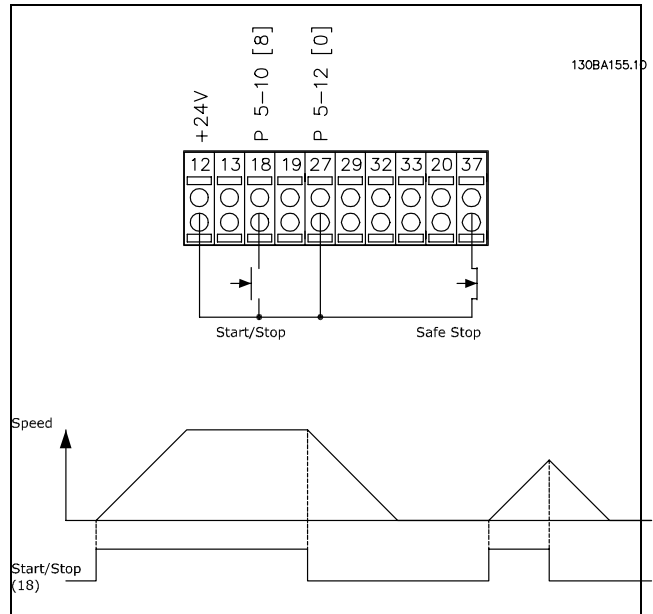 +24V
P 5-10 [8]
P 5-12 [0]
130BA155.10
12 13 18 19 27 29 32 33 20 37
Start/Stop
Safe Stop
Speed
Start/Stop
(18)